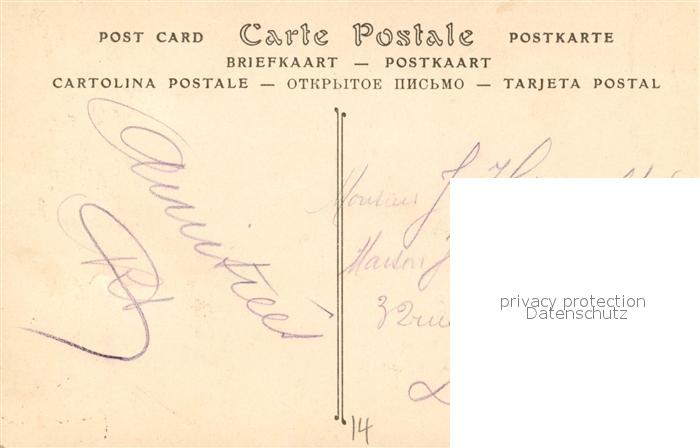 POST CARD Carte Postale POSTKARTE
BRIEFKAART — POSTKAART
CARTOLINA POSTALE — ОТКРЫТОЕ ПИСЬМО — TARJETA POSTAL
Amitiés
Monsieur J
Maison J
32 rue
14
privacy protection
Datenschutz